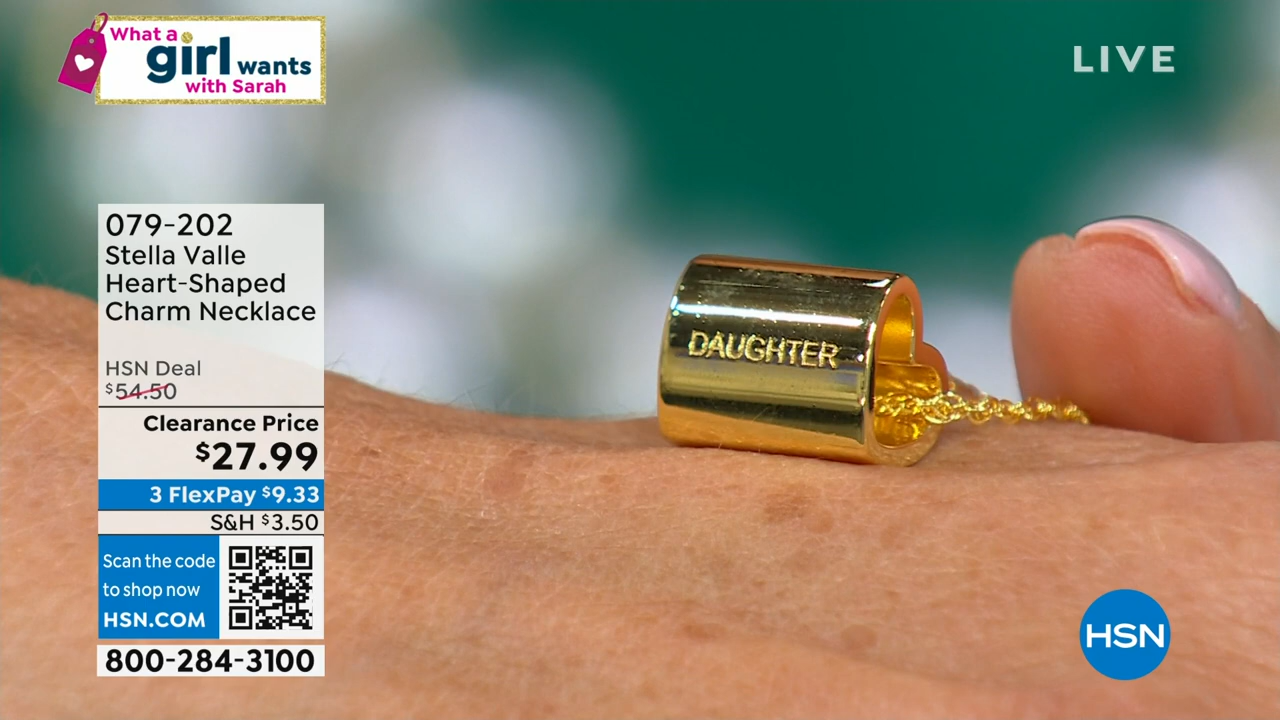 What a
girl wants
with Sarah
LIVE
079-202
Stella Valle
Heart-Shaped
Charm Necklace
HSN Deal
$54.50
Clearance Price
$27.99
3 FlexPay $9.33
S&H $3.50
Scan the code
to shop now
HSN.COM
800-284-3100
DAUGHTER
HSN